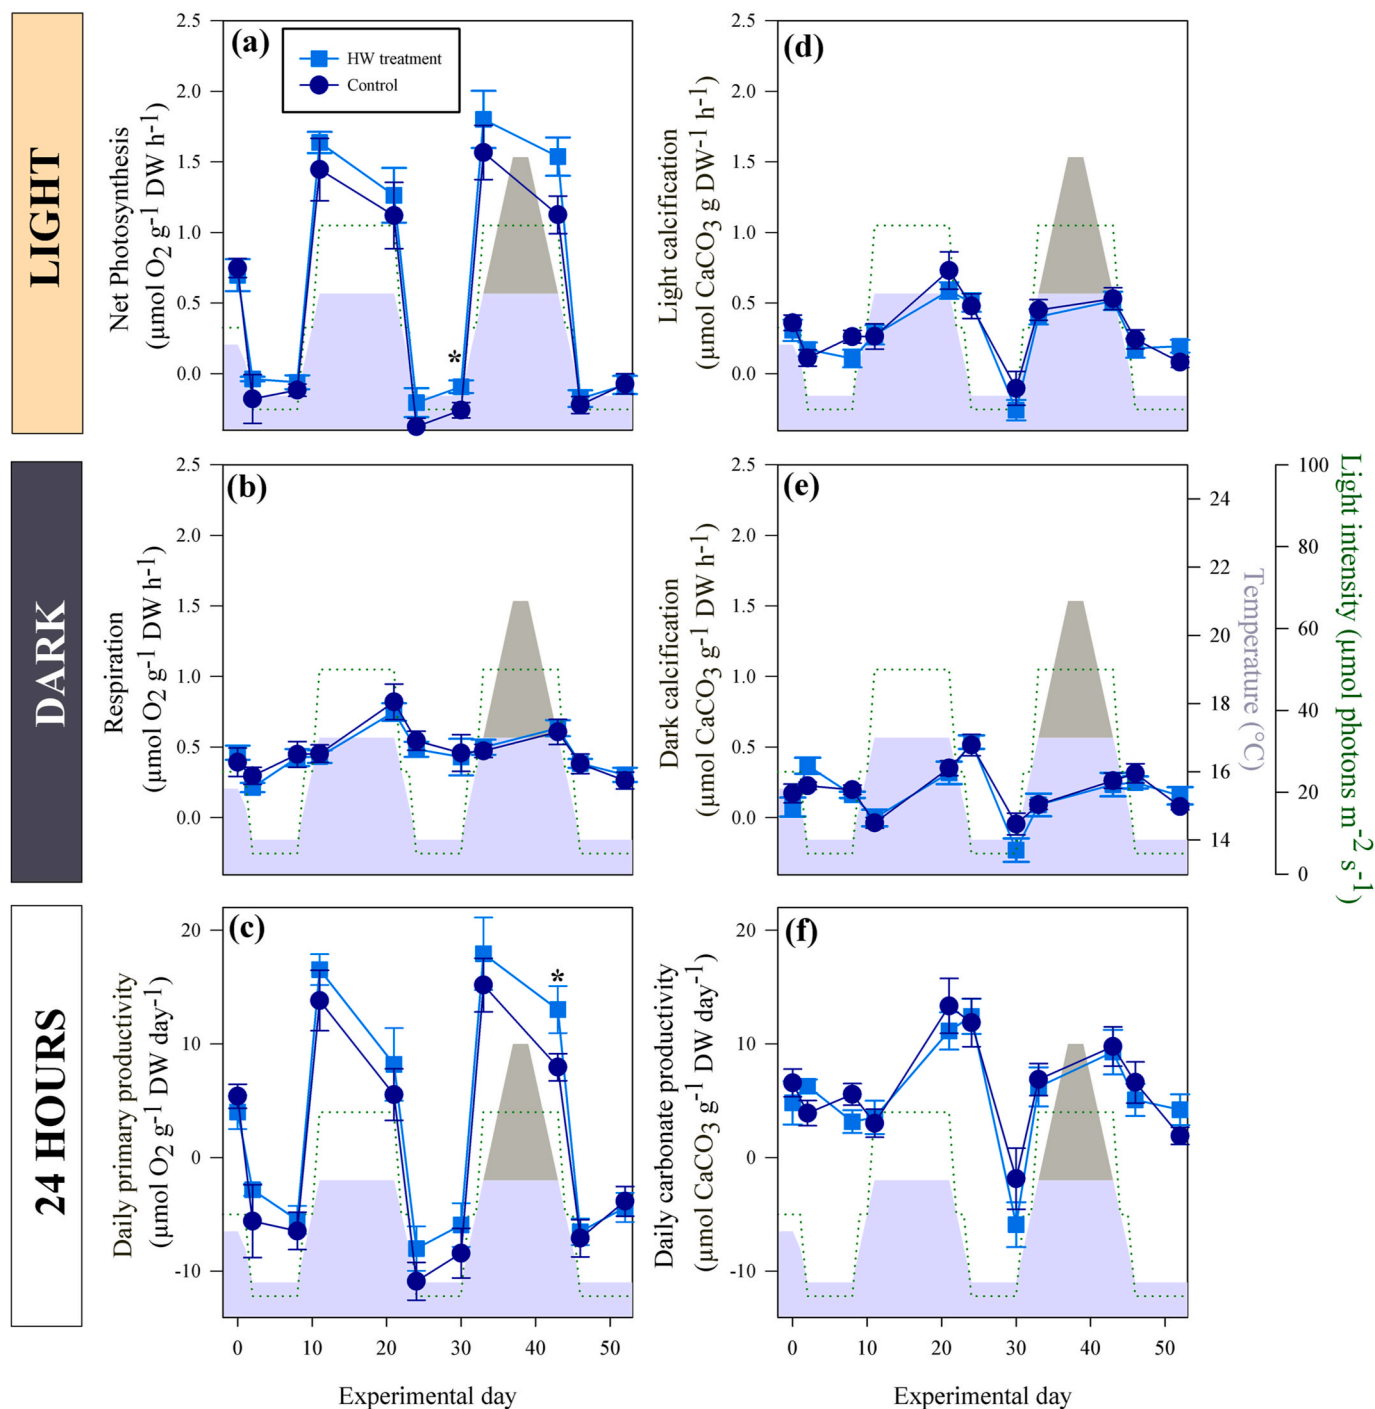 LIGHT
DARK
24 HOURS
(a)
HW treatment
Control
Net Photosynthesis
(µmol O2 g-1 DW h-1)
2.5
2.0
1.5
1.0
0.5
0.0
*
(d)
Light calcification
(µmol CaCO3 g DW-1 h-1)
2.5
2.0
1.5
1.0
0.5
0.0
(b)
Respiration
(µmol O2 g-1 DW h-1)
2.5
2.0
1.5
1.0
0.5
0.0
(e)
Dark calcification
(µmol CaCO3 g-1 DW h-1)
2.5
2.0
1.5
1.0
0.5
0.0
24
22
20
18
16
14
Temperature (°C)
100
80
60
40
20
0
Light intensity (µmol photons m-2 s-1)
(c)
Daily primary productivity
(µmol O2 g-1 DW day-1)
20
10
0
-10
*
0 10 20 30 40 50
Experimental day
(f)
Daily carbonate productivity
(µmol CaCO3 g-1 DW day-1)
20
10
0
-10
0 10 20 30 40 50
Experimental day